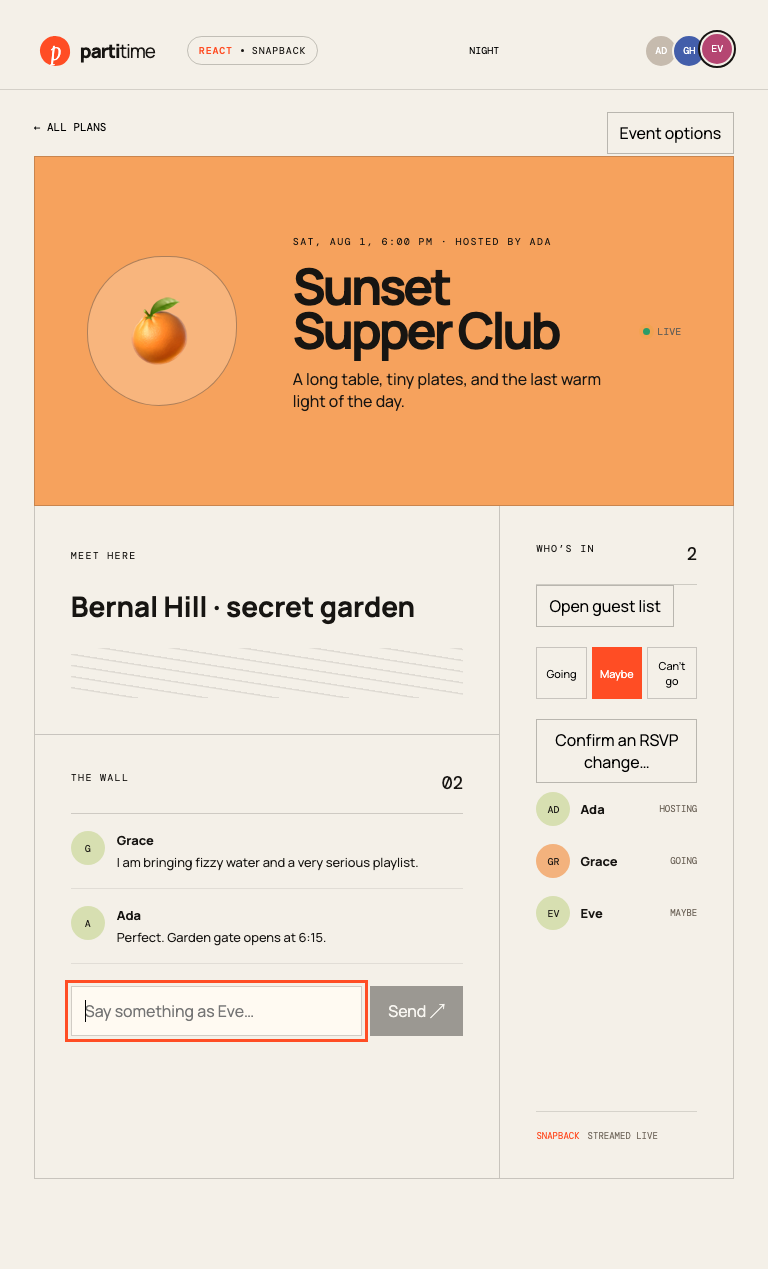 p partitime
REACT • SNAPBACK
NIGHT
AD GH EV
← ALL PLANS
Event options
SAT, AUG 1, 6:00 PM · HOSTED BY ADA
Sunset
Supper Club
A long table, tiny plates, and the last warm
light of the day.
LIVE
MEET HERE
Bernal Hill · secret garden
WHO'S IN
2
Open guest list
Going
Maybe
Can't
go
Confirm an RSVP
change…
AD Ada HOSTING
GR Grace GOING
EV Eve MAYBE
THE WALL
02
G
Grace
I am bringing fizzy water and a very serious playlist.
A
Ada
Perfect. Garden gate opens at 6:15.
Say something as Eve…
Send ↗
SNAPBACK STREAMED LIVE